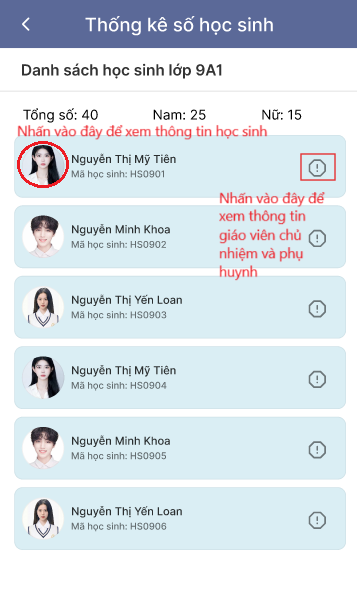 Thống kê số học sinh
Danh sách học sinh lớp 9A1
Tổng số: 40 Nam: 25 Nữ: 15
Nhấn vào đây để xem thông tin học sinh
Nguyễn Thị Mỹ Tiên
Mã học sinh: HS0901
Nhấn vào đây để
xem thông tin
giáo viên chủ
nhiệm và phụ
huynh
Nguyễn Minh Khoa
Mã học sinh: HS0902
Nguyễn Thị Yến Loan
Mã học sinh: HS0903
Nguyễn Thị Mỹ Tiên
Mã học sinh: HS0904
Nguyễn Minh Khoa
Mã học sinh: HS0905
Nguyễn Thị Yến Loan
Mã học sinh: HS0906